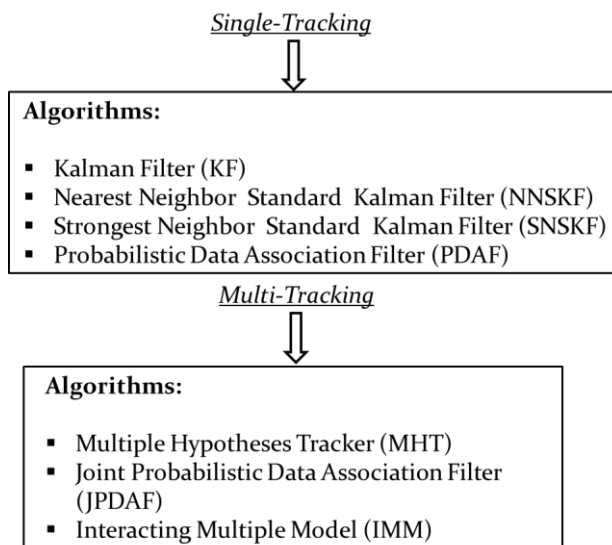 Single-Tracking
Algorithms:
▪ Kalman Filter (KF)
▪ Nearest Neighbor Standard Kalman Filter (NNSKF)
▪ Strongest Neighbor Standard Kalman Filter (SNSKF)
▪ Probabilistic Data Association Filter (PDAF)
Multi-Tracking
Algorithms:
▪ Multiple Hypotheses Tracker (MHT)
▪ Joint Probabilistic Data Association Filter
(JPDAF)
▪ Interacting Multiple Model (IMM)